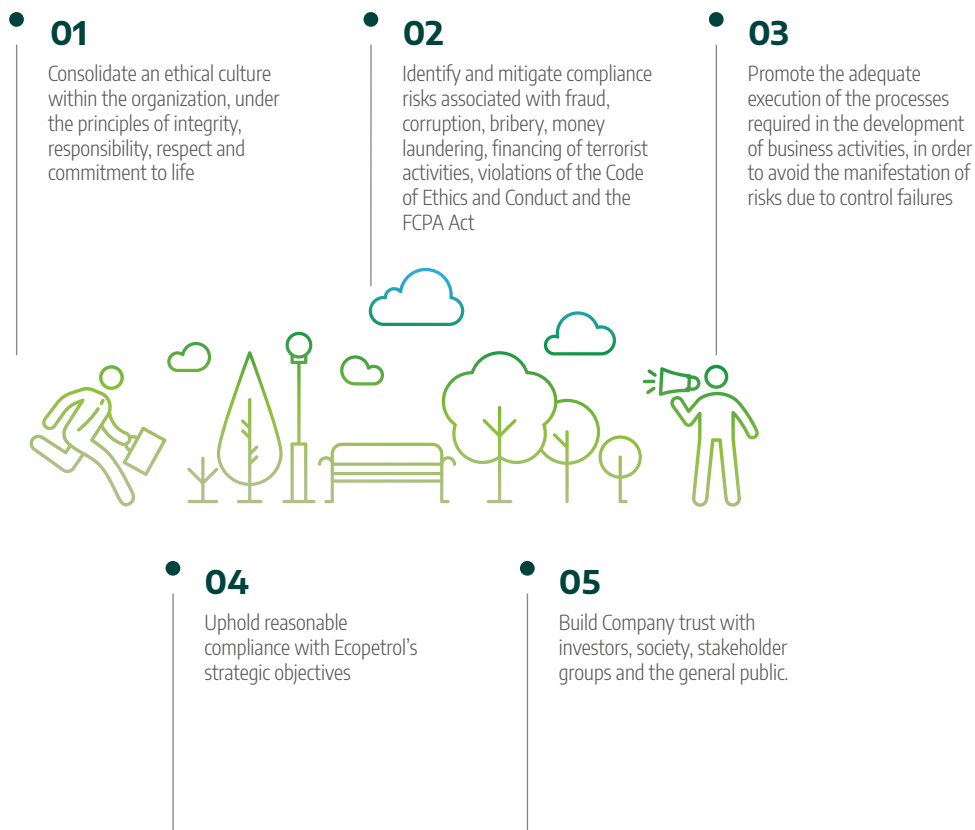 01
Consolidate an ethical culture
within the organization, under
the principles of integrity,
responsibility, respect and
commitment to life
02
Identify and mitigate compliance
risks associated with fraud,
corruption, bribery, money
laundering, financing of terrorist
activities, violations of the Code
of Ethics and Conduct and the
FCPA Act
03
Promote the adequate
execution of the processes
required in the development
of business activities, in order
to avoid the manifestation of
risks due to control failures
04
Uphold reasonable
compliance with Ecopetrol’s
strategic objectives
05
Build Company trust with
investors, society, stakeholder
groups and the general public.